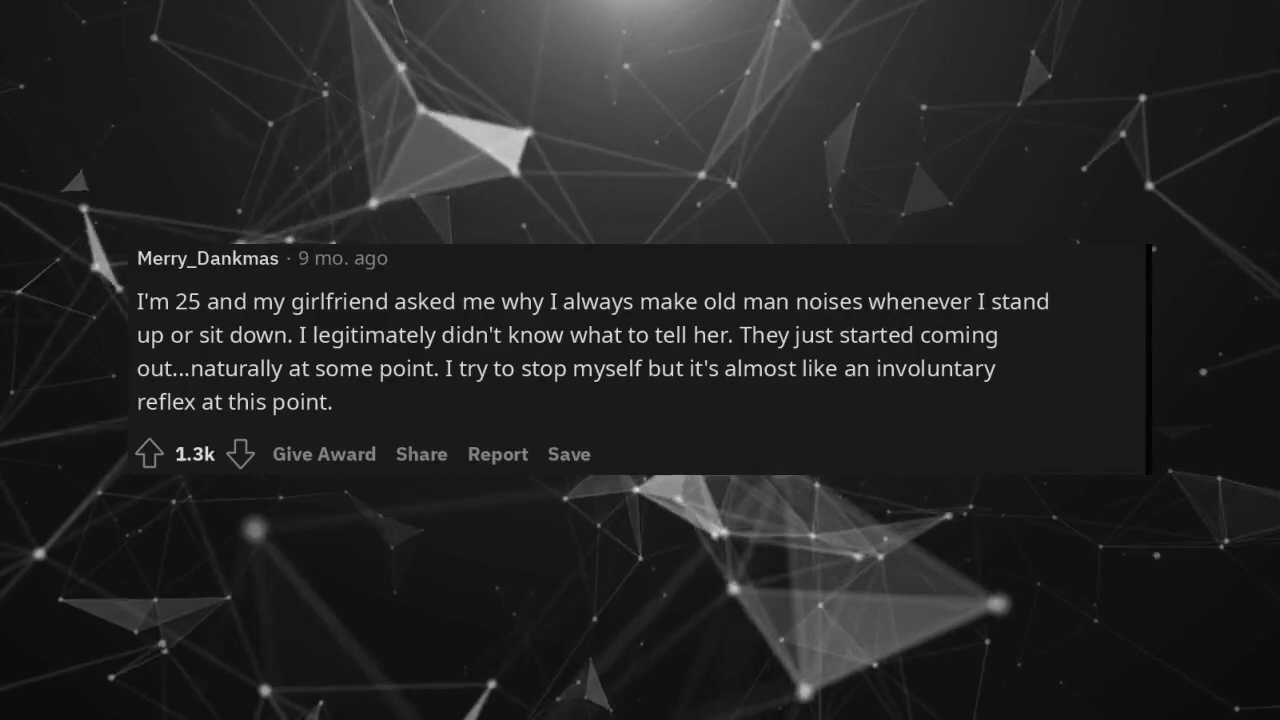 Merry_Dankmas · 9 mo. ago
I'm 25 and my girlfriend asked me why I always make old man noises whenever I stand
up or sit down. I legitimately didn't know what to tell her. They just started coming
out...naturally at some point. I try to stop myself but it's almost like an involuntary
reflex at this point.
1.3k Give Award Share Report Save